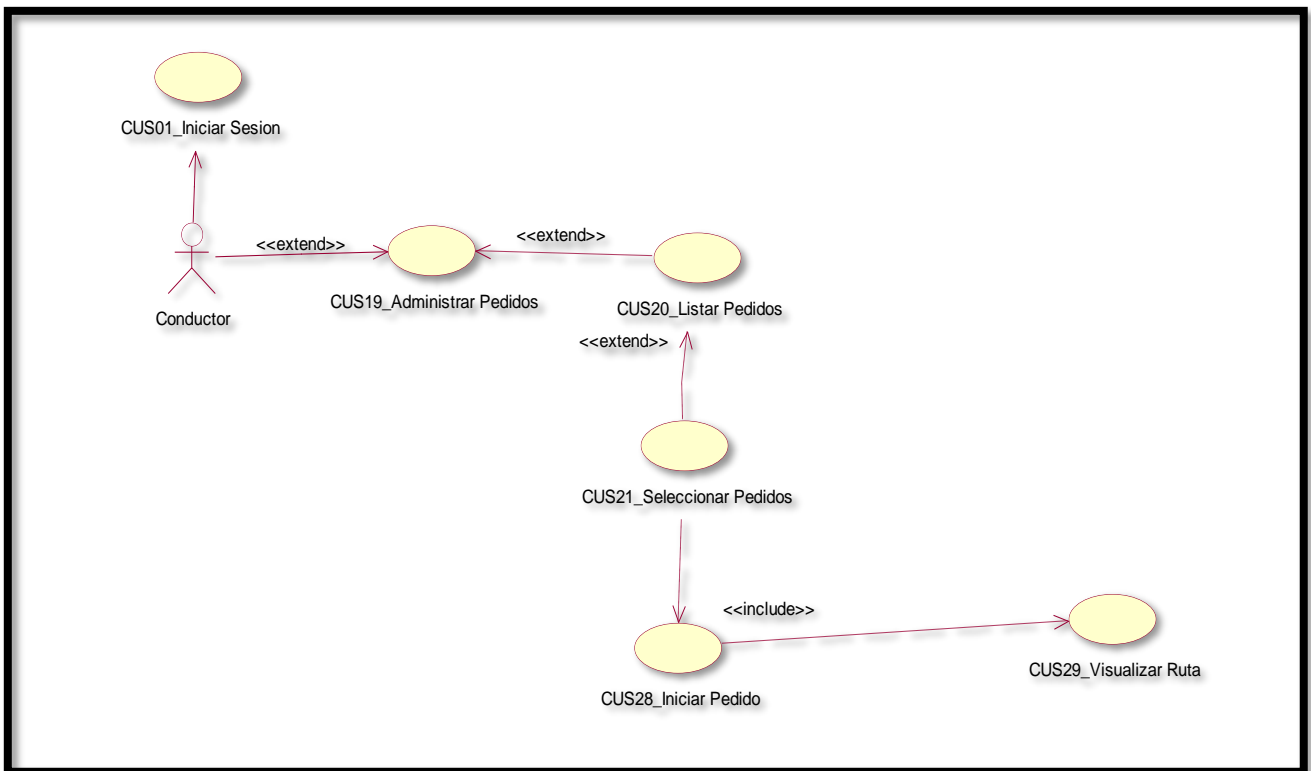 CUS01_Iniciar Sesion
<<extend>>
<<extend>>
CUS19_Administrar Pedidos
CUS20_Listar Pedidos
Conductor
<<extend>>
CUS21_Seleccionar Pedidos
<<include>>
CUS29_Visualizar Ruta
CUS28_Iniciar Pedido